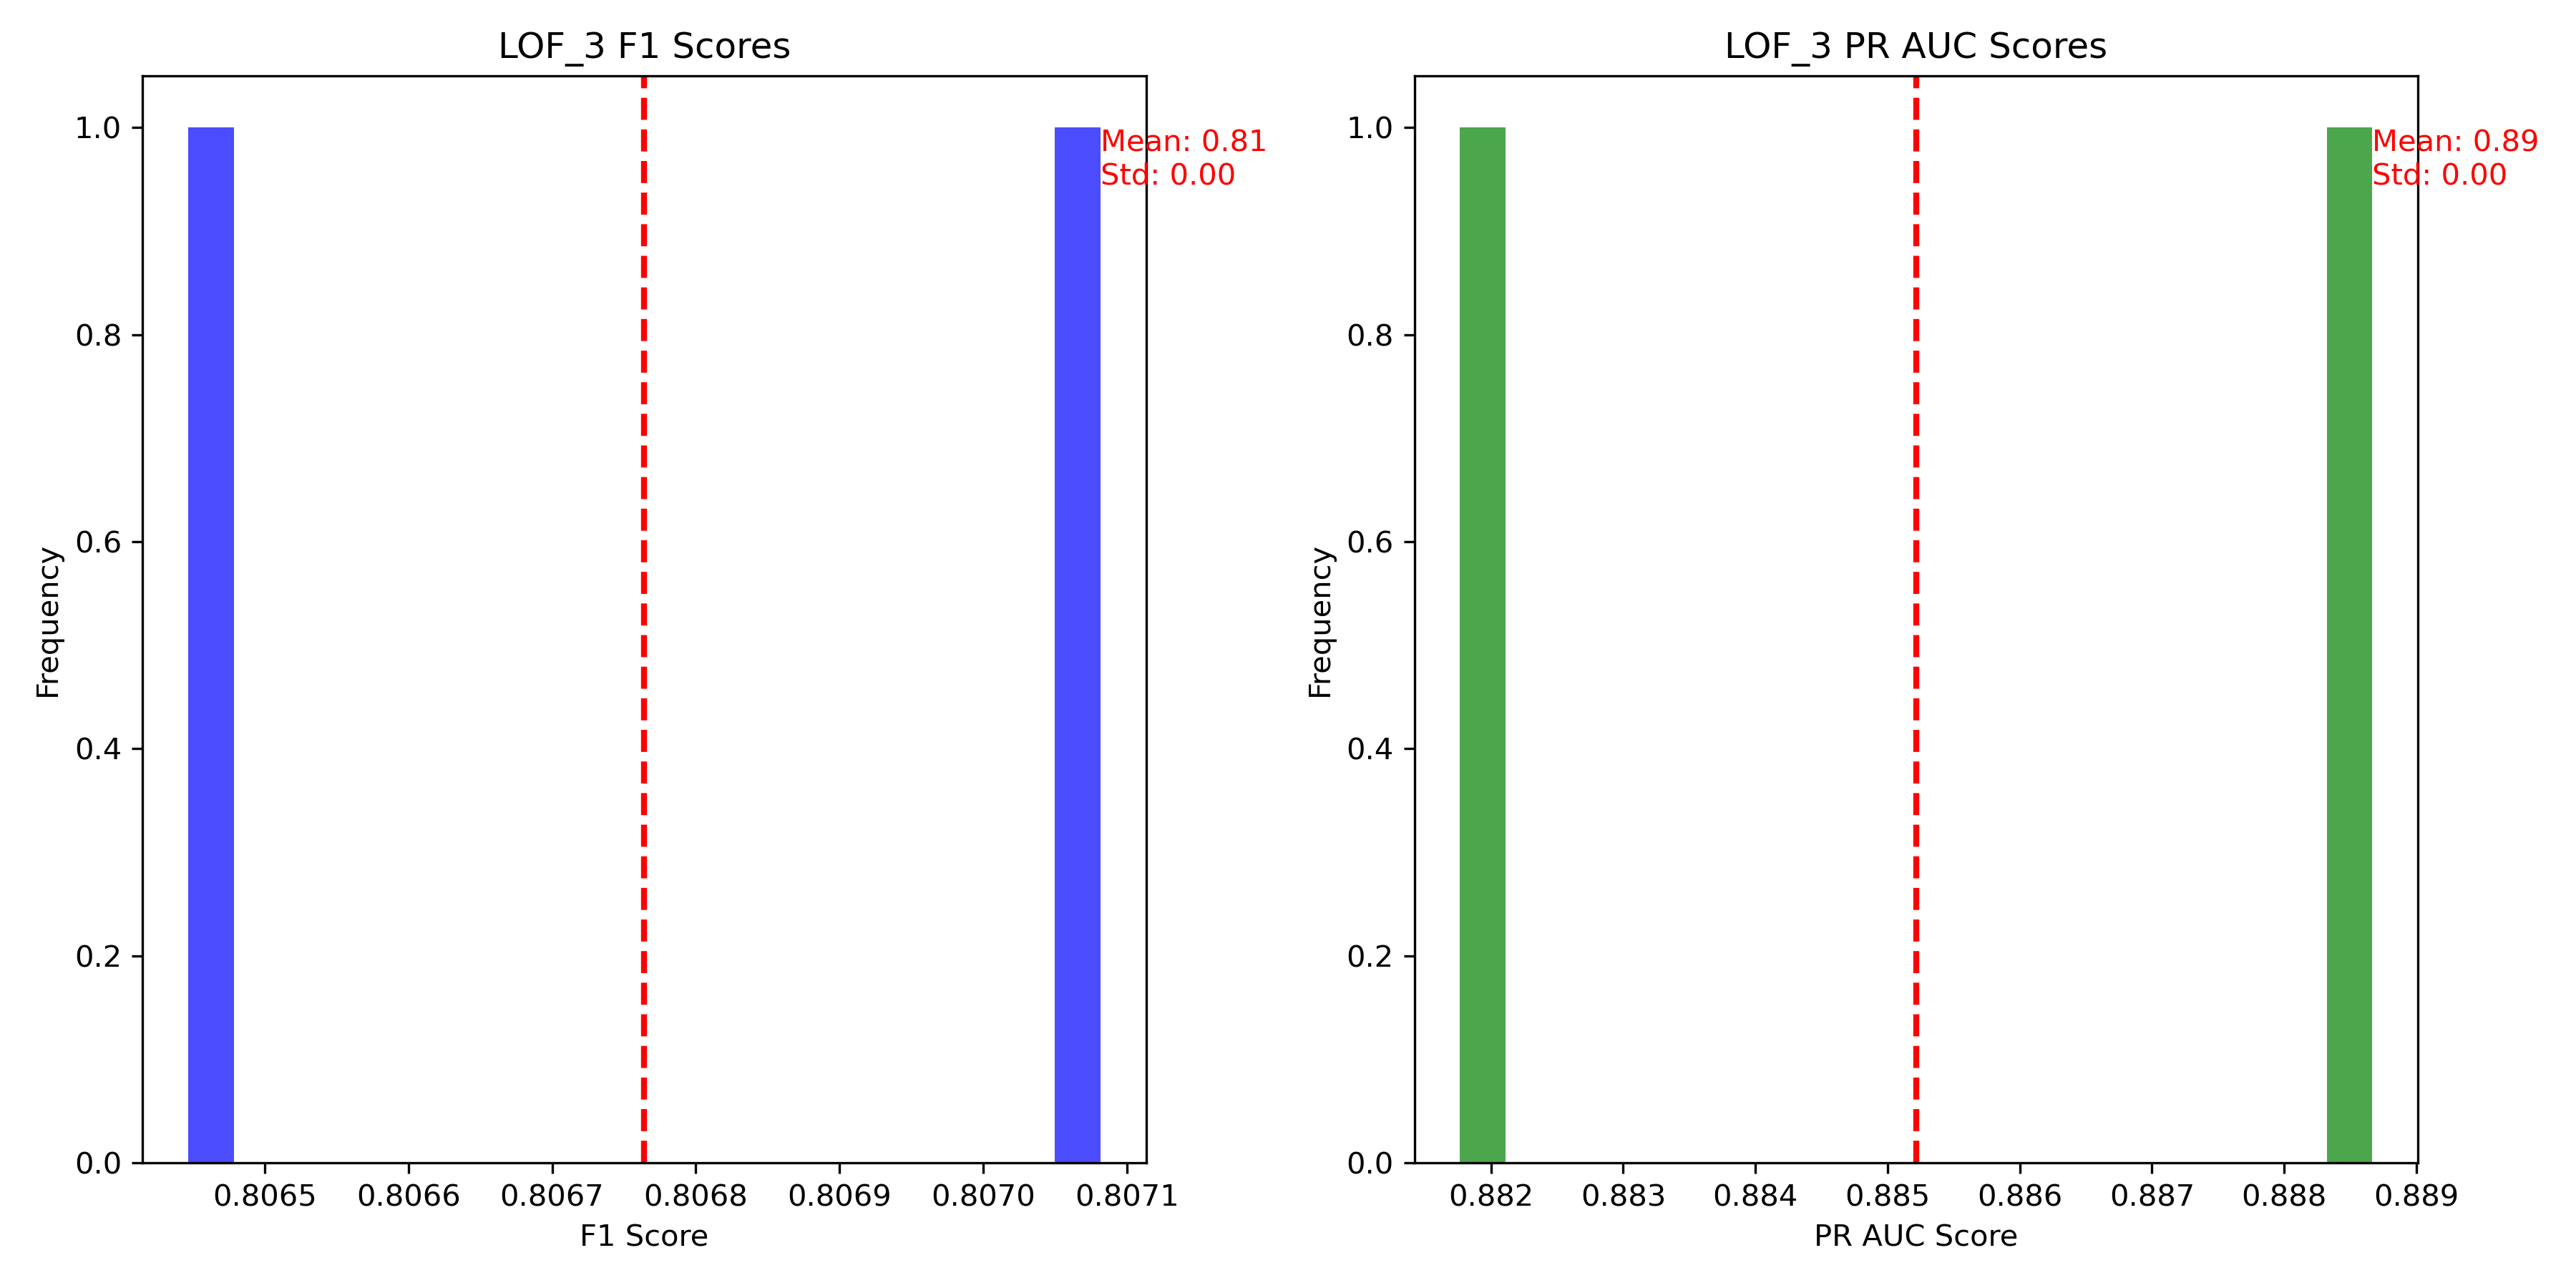 LOF_3 F1 Scores
1.0
0.8
0.6
0.4
0.2
0.0
Frequency
Mean: 0.81
Std: 0.00
0.8065 0.8066 0.8067 0.8068 0.8069 0.8070 0.8071
F1 Score
LOF_3 PR AUC Scores
1.0
0.8
0.6
0.4
0.2
0.0
Frequency
Mean: 0.89
Std: 0.00
0.882 0.883 0.884 0.885 0.886 0.887 0.888 0.889
PR AUC Score